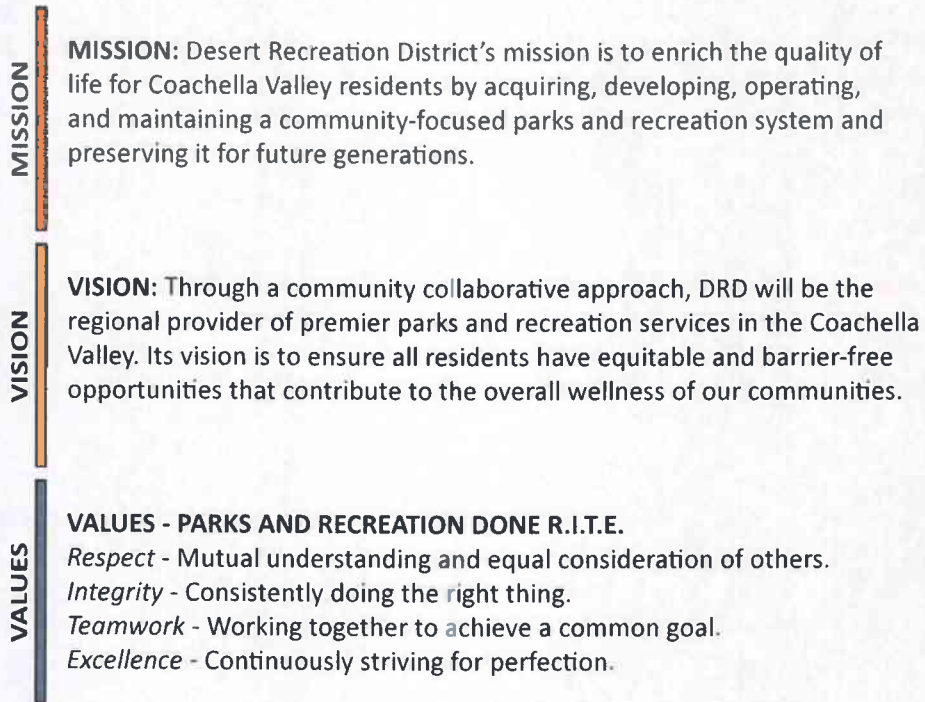 MISSION
MISSION: Desert Recreation District's mission is to enrich the quality of
life for Coachella Valley residents by acquiring, developing, operating,
and maintaining a community-focused parks and recreation system and
preserving it for future generations.
VISION
VISION: Through a community collaborative approach, DRD will be the
regional provider of premier parks and recreation services in the Coachella
Valley. Its vision is to ensure all residents have equitable and barrier-free
opportunities that contribute to the overall wellness of our communities.
VALUES
VALUES - PARKS AND RECREATION DONE R.I.T.E.
Respect - Mutual understanding and equal consideration of others.
Integrity - Consistently doing the right thing.
Teamwork - Working together to achieve a common goal.
Excellence - Continuously striving for perfection.